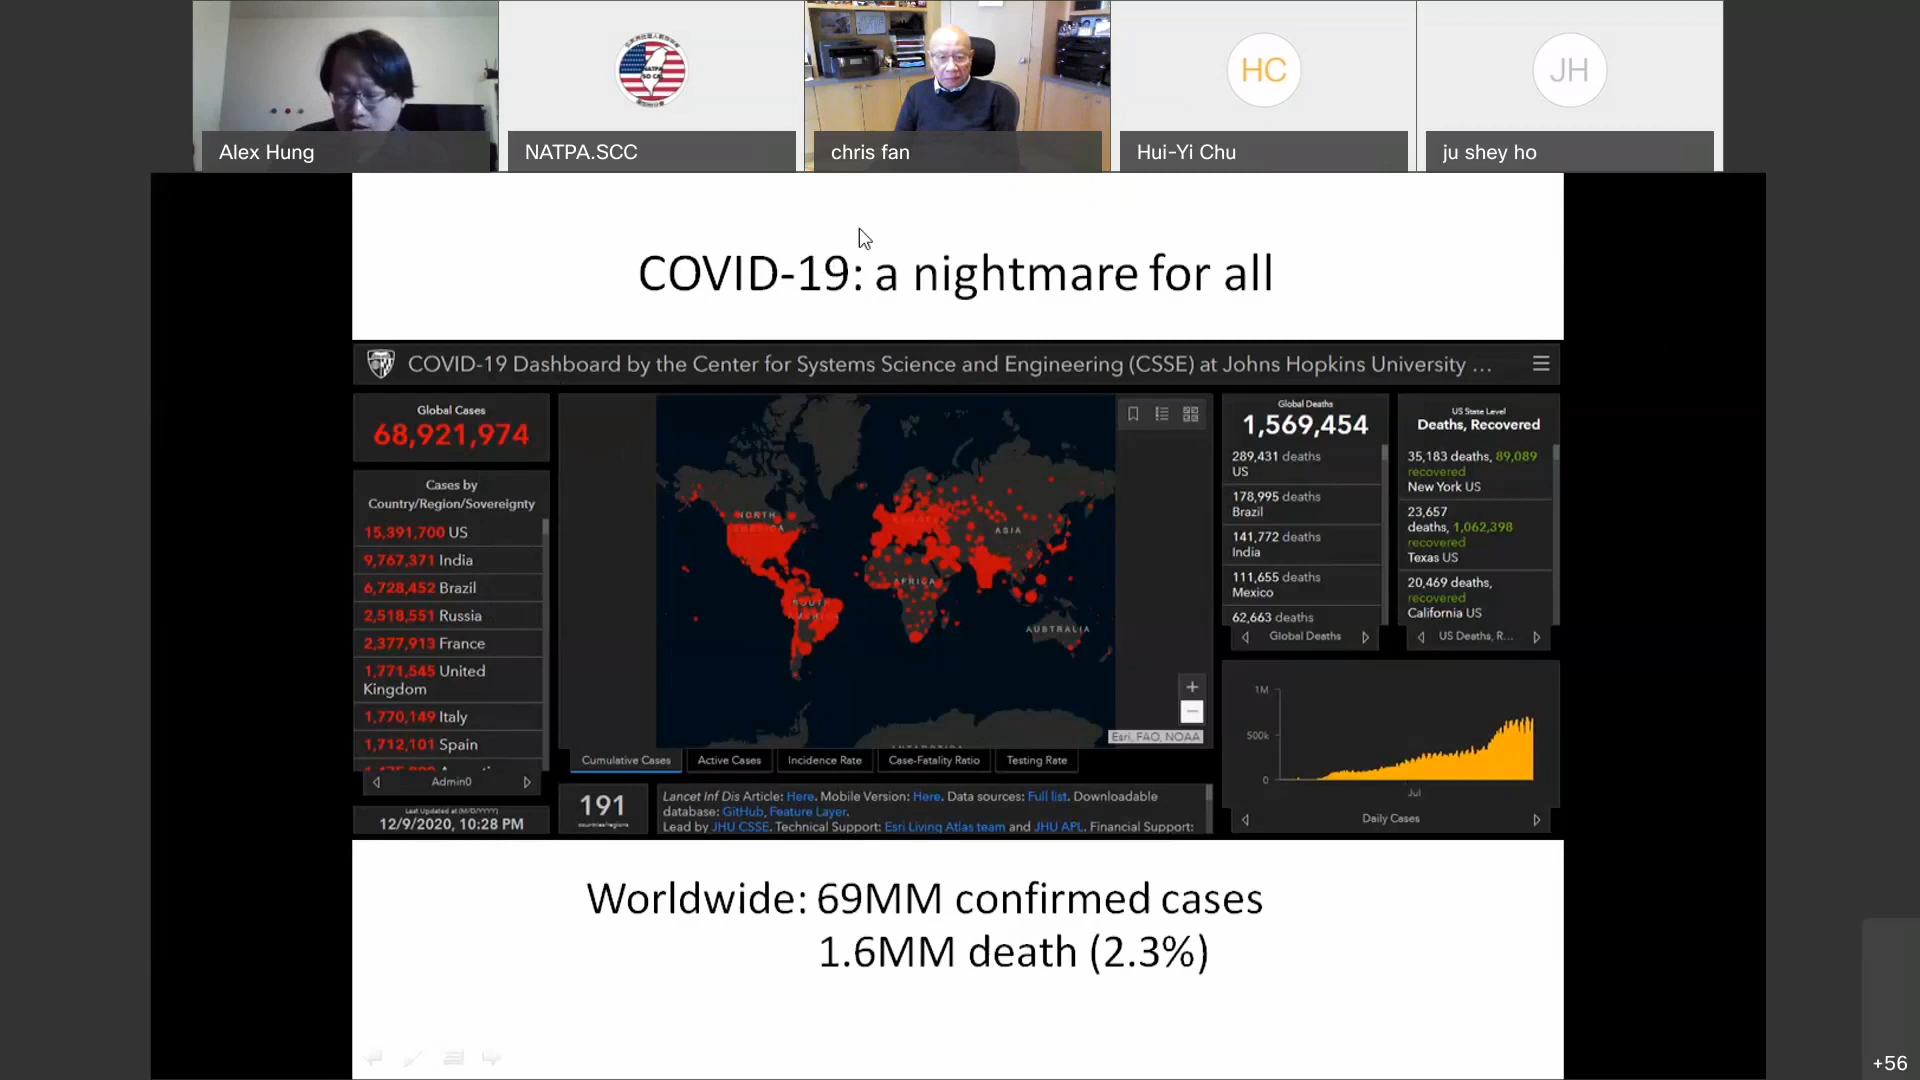 Alex Hung
NATPA.SCC
chris fan
HC
Hui-Yi Chu
JH
ju shey ho
COVID-19: a nightmare for all
COVID-19 Dashboard by the Center for Systems Science and Engineering (CSSE) at Johns Hopkins University ...
Global Cases
68,921,974
Cases by
Country/Region/Sovereignty
15,391,700 US
9,767,371 India
6,728,452 Brazil
2,518,551 Russia
2,377,913 France
1,771,545 United
Kingdom
1,770,149 Italy
1,712,101 Spain
Admin0
Last Updated at (M/D/YYYY)
12/9/2020, 10:28 PM
NORTH
AMERICA
SOUTH
AMERICA
AFRICA
ASIA
AUSTRALIA
Esri, FAO, NOAA
Cumulative Cases
Active Cases
Incidence Rate
Case-Fatality Ratio
Testing Rate
191
countries/regions
Lancet Inf Dis Article: Here. Mobile Version: Here. Data sources: Full list. Downloadable
database: GitHub, Feature Layer.
Lead by JHU CSSE. Technical Support: Esri Living Atlas team and JHU APL. Financial Support:
Global Deaths
1,569,454
289,431 deaths
US
178,995 deaths
Brazil
141,772 deaths
India
111,655 deaths
Mexico
62,663 deaths
Global Deaths
US State Level
Deaths, Recovered
35,183 deaths, 89,089
recovered
New York US
23,657
deaths, 1,062,398
recovered
Texas US
20,469 deaths,
recovered
California US
US Deaths, R...
1M
500k
0
Jul
Daily Cases
Worldwide: 69MM confirmed cases
1.6MM death (2.3%)
+56